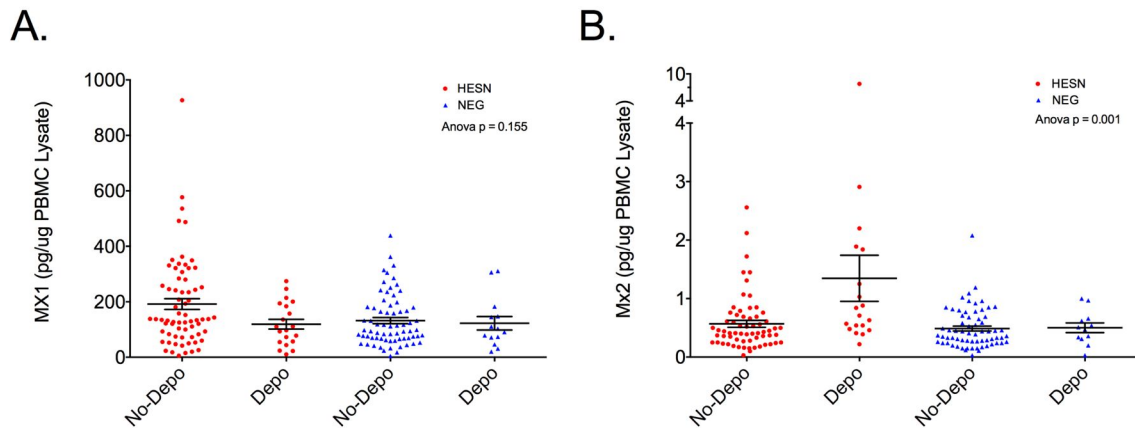 A.
MX1 (pg/ug PBMC Lysate)
1000
800
600
400
200
0
HESN
NEG
Anova p = 0.155
No-Depo
Depo
No-Depo
Depo
B.
Mx2 (pg/ug PBMC Lysate)
10
4
4
3
2
1
0
HESN
NEG
Anova p = 0.001
No-Depo
Depo
No-Depo
Depo